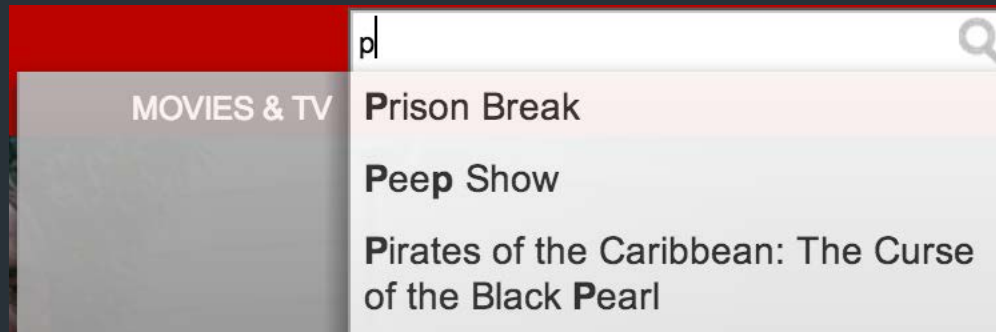 p
MOVIES & TV
Prison Break
Peep Show
Pirates of the Caribbean: The Curse
of the Black Pearl